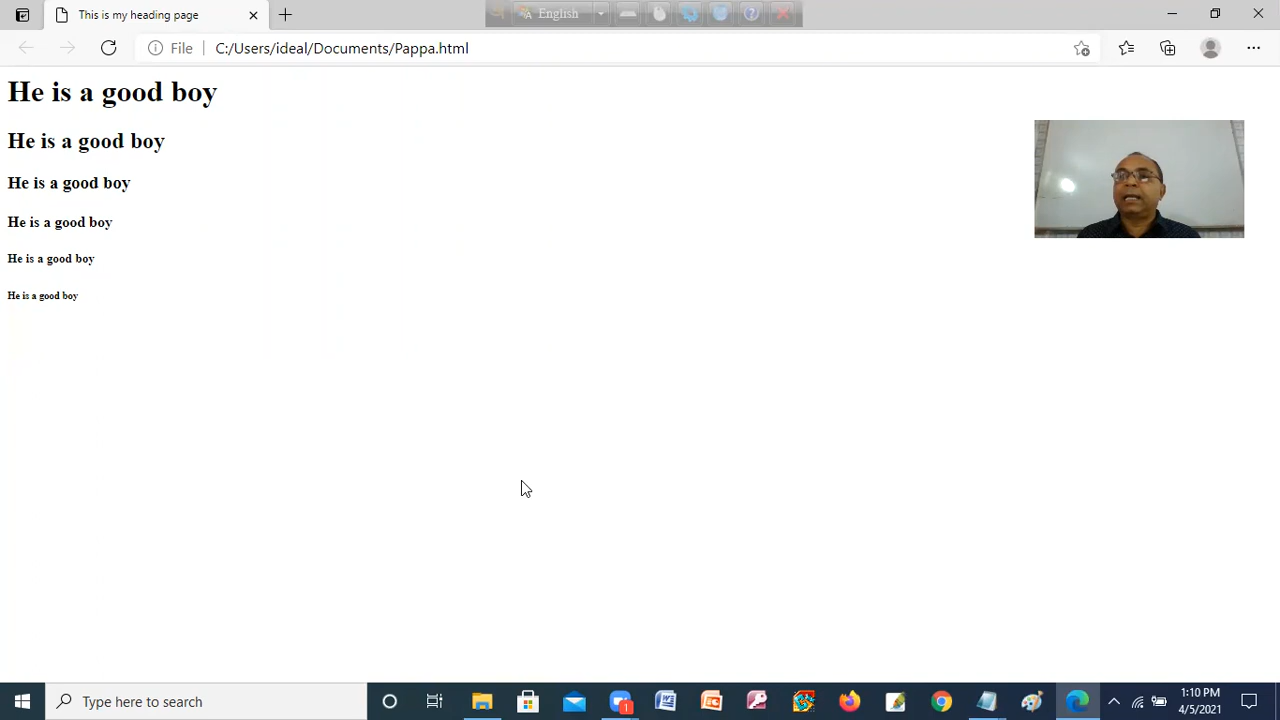 This is my heading page
English
File
C:/Users/ideal/Documents/Pappa.html
He is a good boy
He is a good boy
He is a good boy
He is a good boy
He is a good boy
He is a good boy
Type here to search
1
1:10 PM
4/5/2021